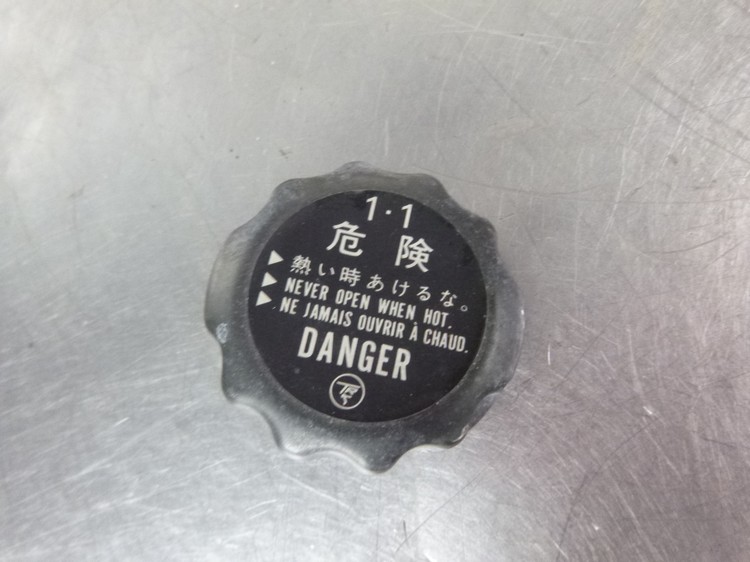 1·1
危険
▶熱い時あけるな。
▶NEVER OPEN WHEN HOT.
▶NE JAMAIS OUVRIR À CHAUD.
DANGER